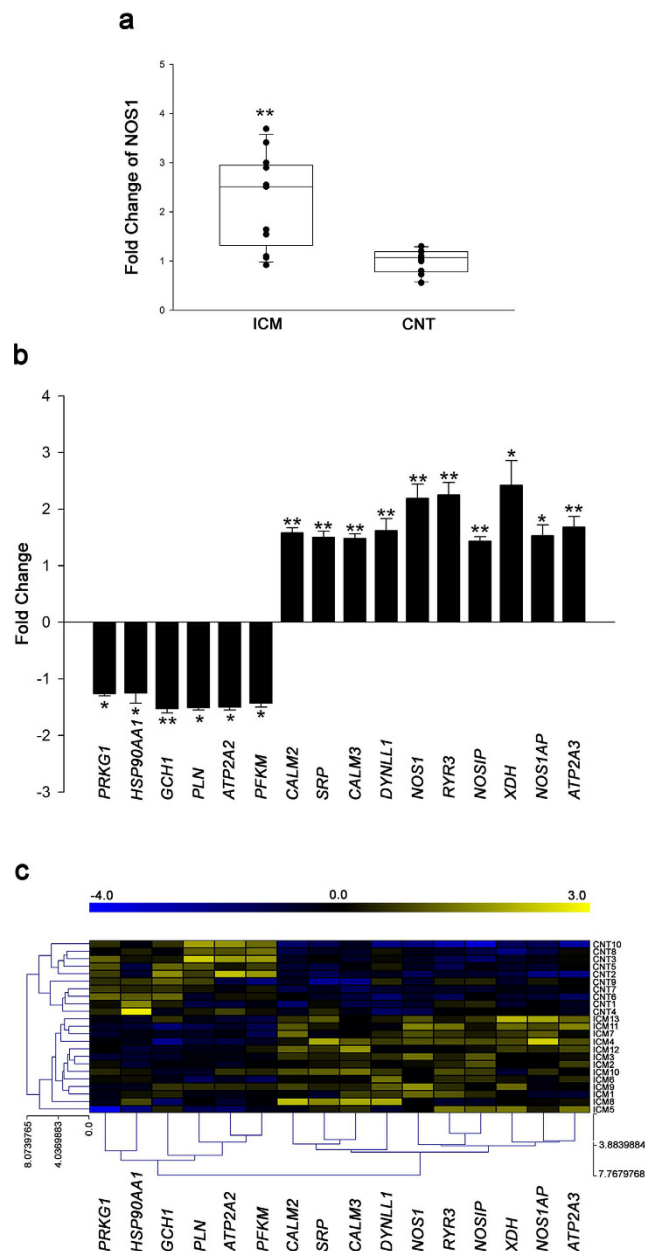 a
Fold Change of NOS1
5
4
3
2
1
0
**
ICM
CNT
b
Fold Change
4
3
2
1
0
-1
-2
-3
* * ** * * *
** ** ** ** ** ** ** * * **
PRKG1
HSP90AA1
GCH1
PLN
ATP2A2
PFKM
CALM2
SRP
CALM3
DYNLL1
NOS1
RYR3
NOSIP
XDH
NOS1AP
ATP2A3
c
-4.0 0.0 3.0
CNT10
CNT8
CNT3
CNT5
CNT2
CNT9
CNT7
CNT6
CNT1
CNT4
ICM13
ICM11
ICM7
ICM4
ICM12
ICM3
ICM2
ICM10
ICM6
ICM9
ICM1
ICM8
ICM5
8.0739765
4.0369883
0.0
3.8839884
7.7679768
PRKG1
HSP90AA1
GCH1
PLN
ATP2A2
PFKM
CALM2
SRP
CALM3
DYNLL1
NOS1
RYR3
NOSIP
XDH
NOS1AP
ATP2A3